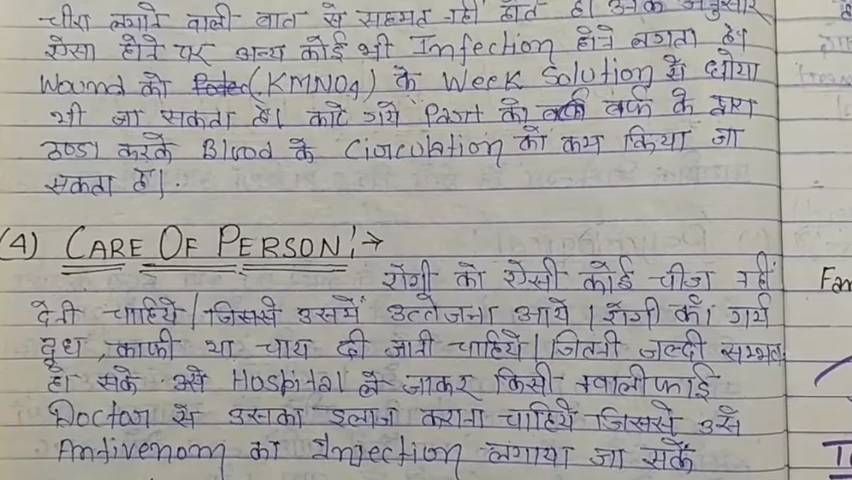 चीरा लगाने वाली बात से सहमत नही होते है। उनके अनुसार
ऐसा होने पर अन्य कोई भी Infection होने लगता है।
Wound को (KMNO4) के Week Solution से धोया
भी जा सकता है। काटे गये Part को बर्फ के द्वारा
ठण्डा करके Blood के Circulation को कम किया जा
सकता है।
(4) CARE OF PERSON:→
रोगी को ऐसी कोई चीज नहीं
देनी चाहिये। जिससे उसमें उत्तेजना आये। रोगी को गर्म
दूध, काफी या चाय दी जानी चाहिये। जितनी जल्दी सम्भव
हो सके उसे Hospital ले जाकर किसी क्वालीफाई
Doctor से उसका इलाज कराना चाहिये जिससे उसे
Antivenom का Injection लगाया जा सकें